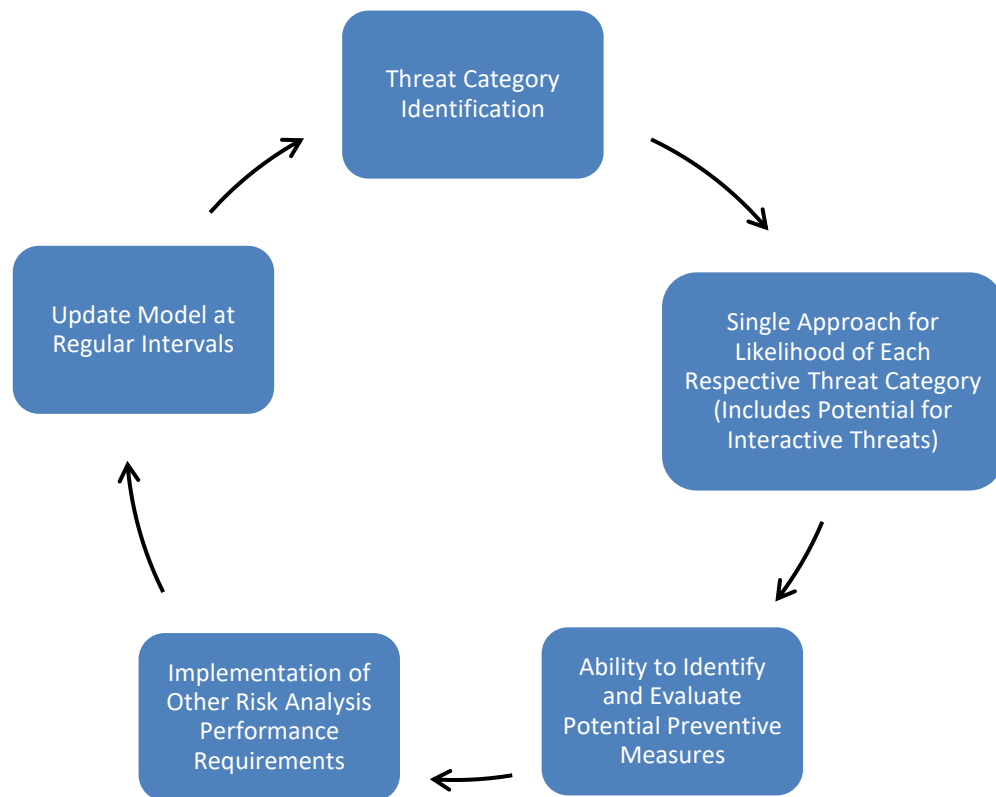 Threat Category
Identification
Single Approach for
Likelihood of Each
Respective Threat Category
(Includes Potential for
Interactive Threats)
Ability to Identify
and Evaluate
Potential Preventive
Measures
Implementation of
Other Risk Analysis
Performance
Requirements
Update Model at
Regular Intervals